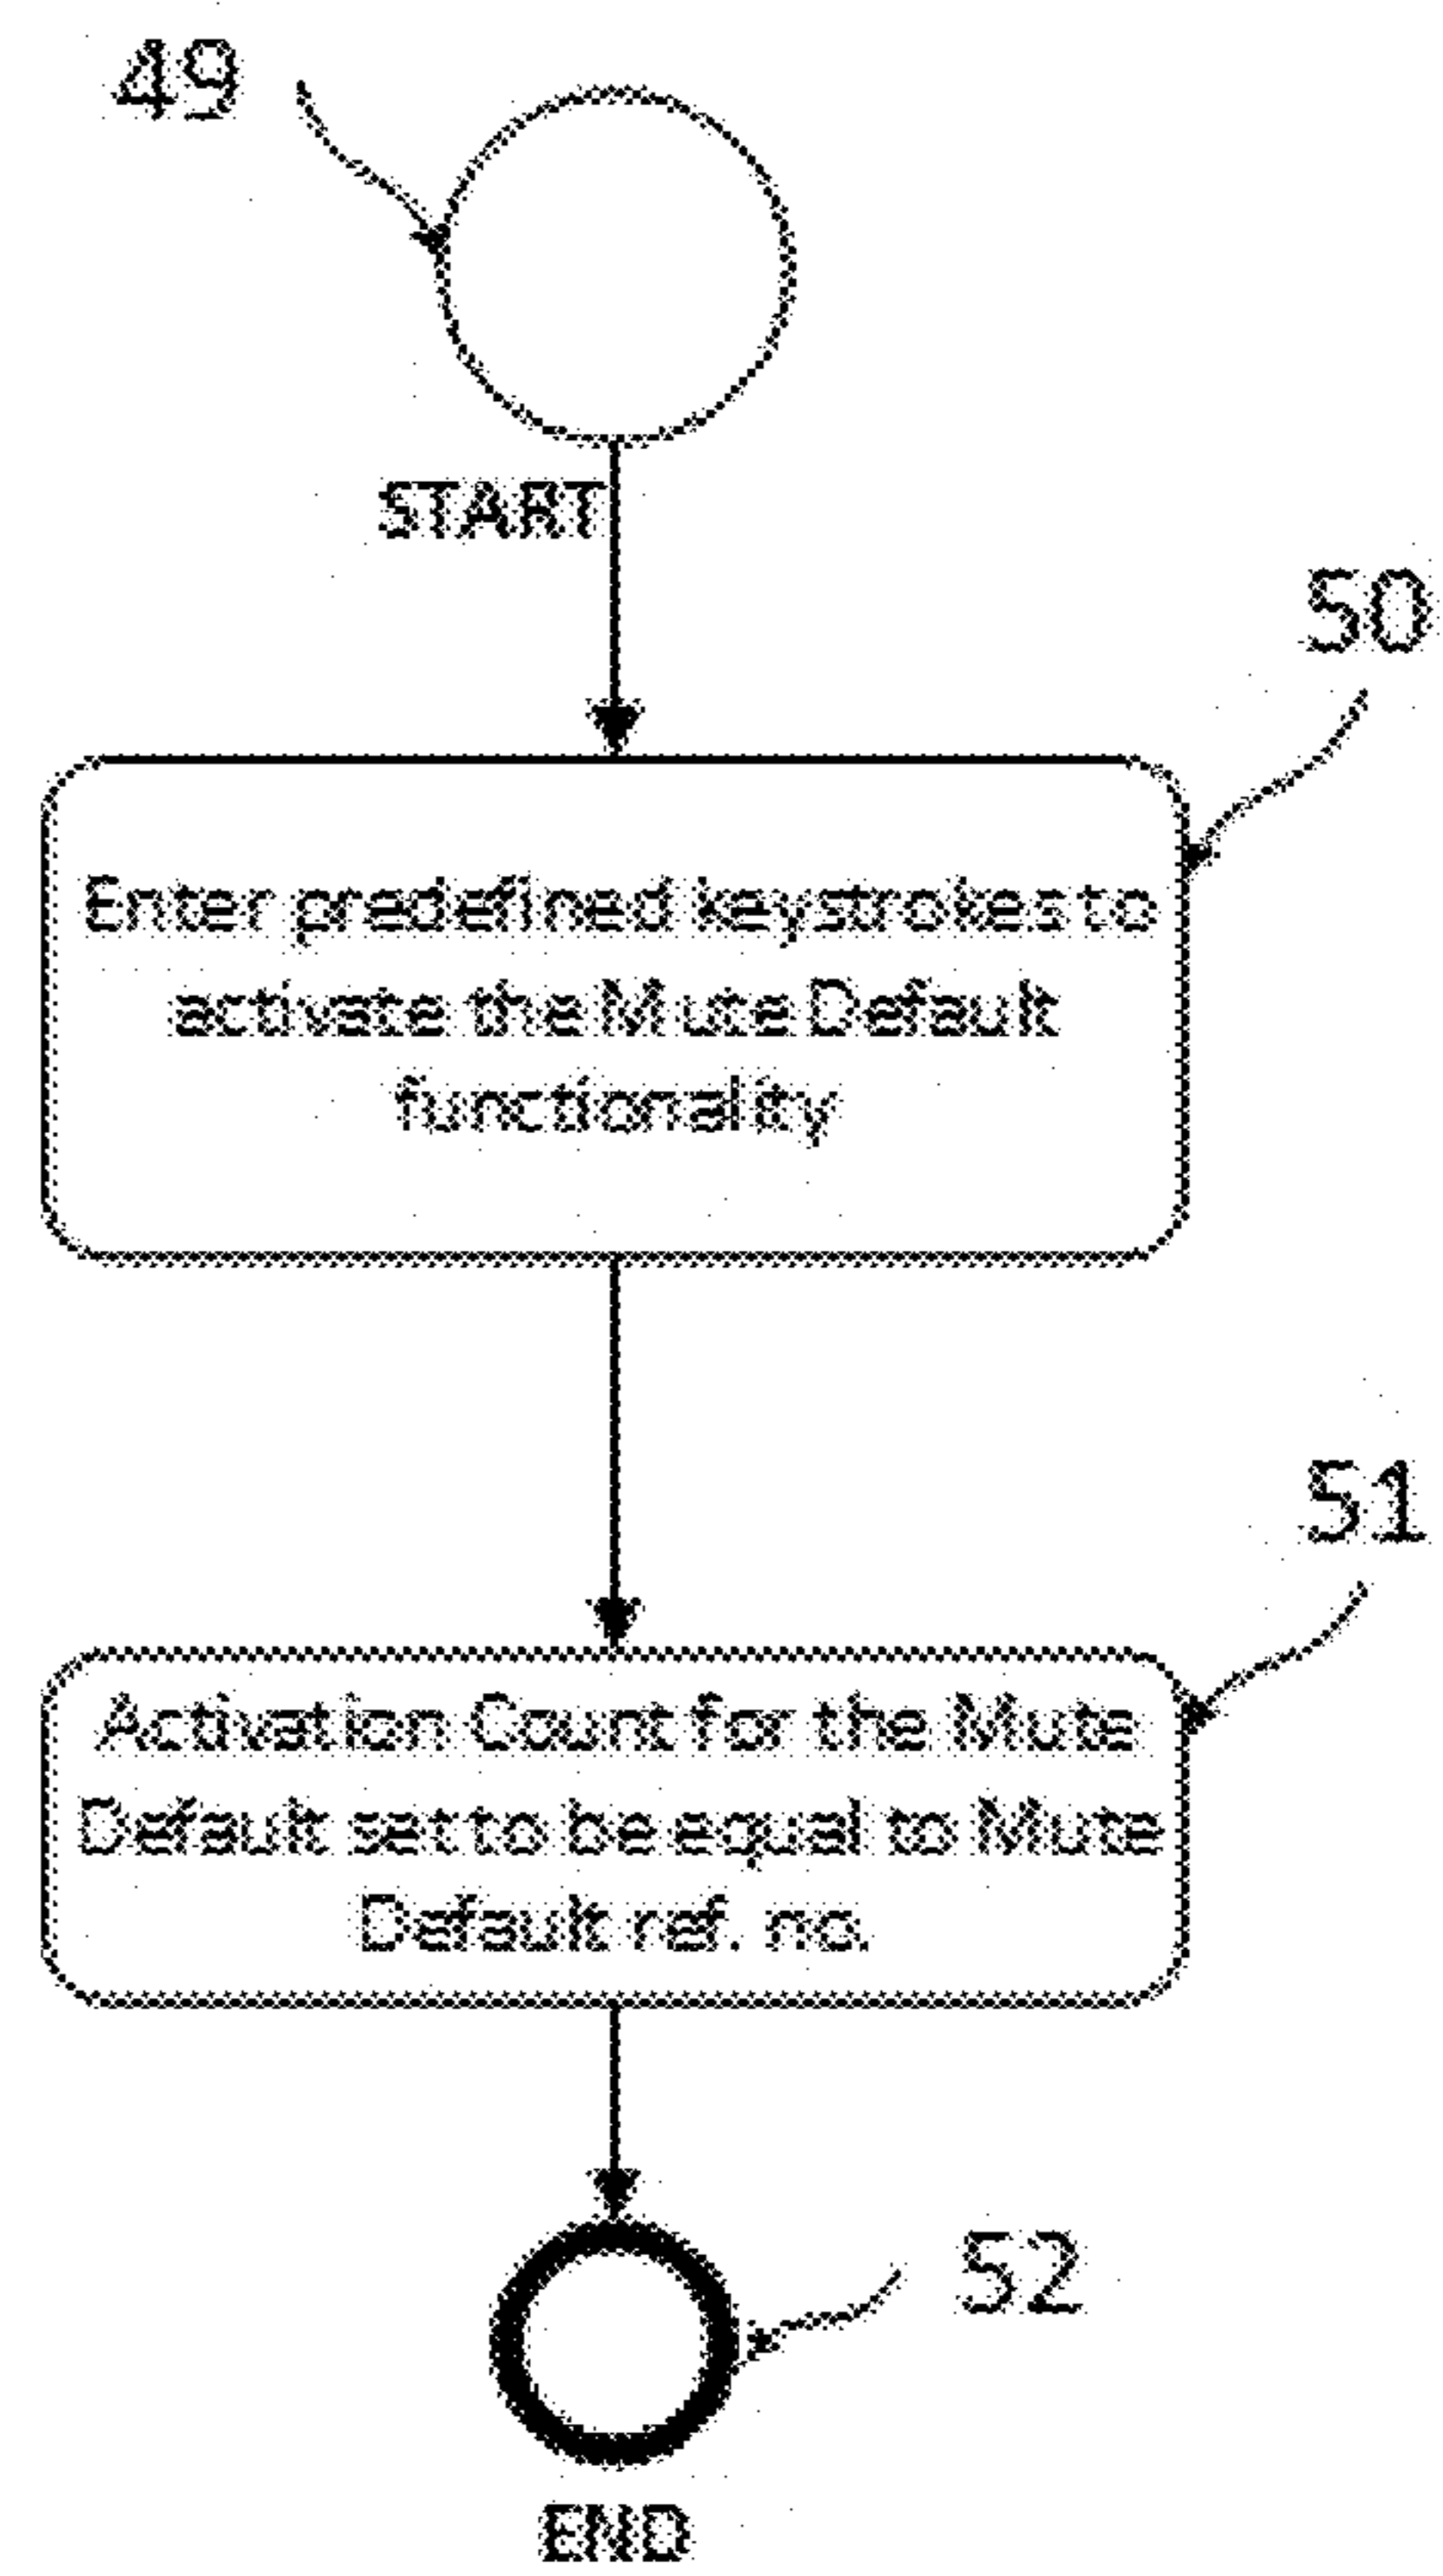 49
START
50
Enter predefined keystrokes to
activate the Mute Default
functionality
51
Activation Count for the Mute
Default set to be equal to Mute
Default ref. no.
52
END